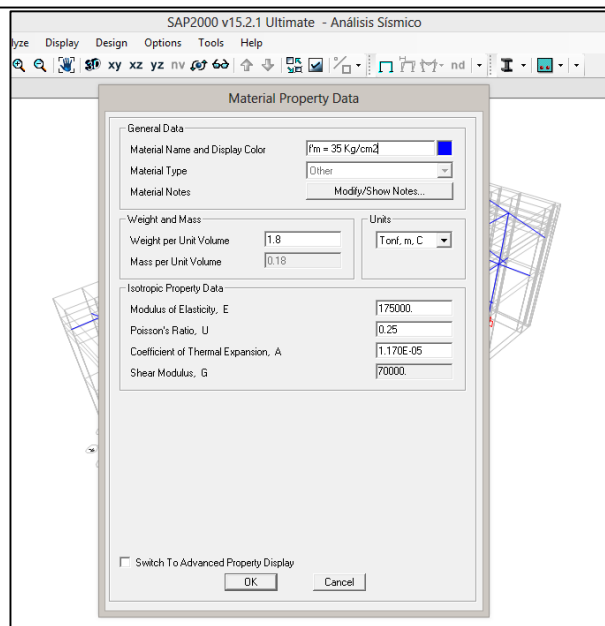 SAP2000 v15.2.1 Ultimate - Análisis Sísmico
lyze Display Design Options Tools Help
3D xy xz yz nv nd
Material Property Data
General Data
Material Name and Display Color f'm = 35 Kg/cm2
Material Type Other
Material Notes Modify/Show Notes...
Weight and Mass Units
Weight per Unit Volume 1.8 Tonf, m, C
Mass per Unit Volume 0.18
Isotropic Property Data
Modulus of Elasticity, E 175000.
Poisson's Ratio, U 0.25
Coefficient of Thermal Expansion, A 1.170E-05
Shear Modulus, G 70000.
Switch To Advanced Property Display
OK Cancel